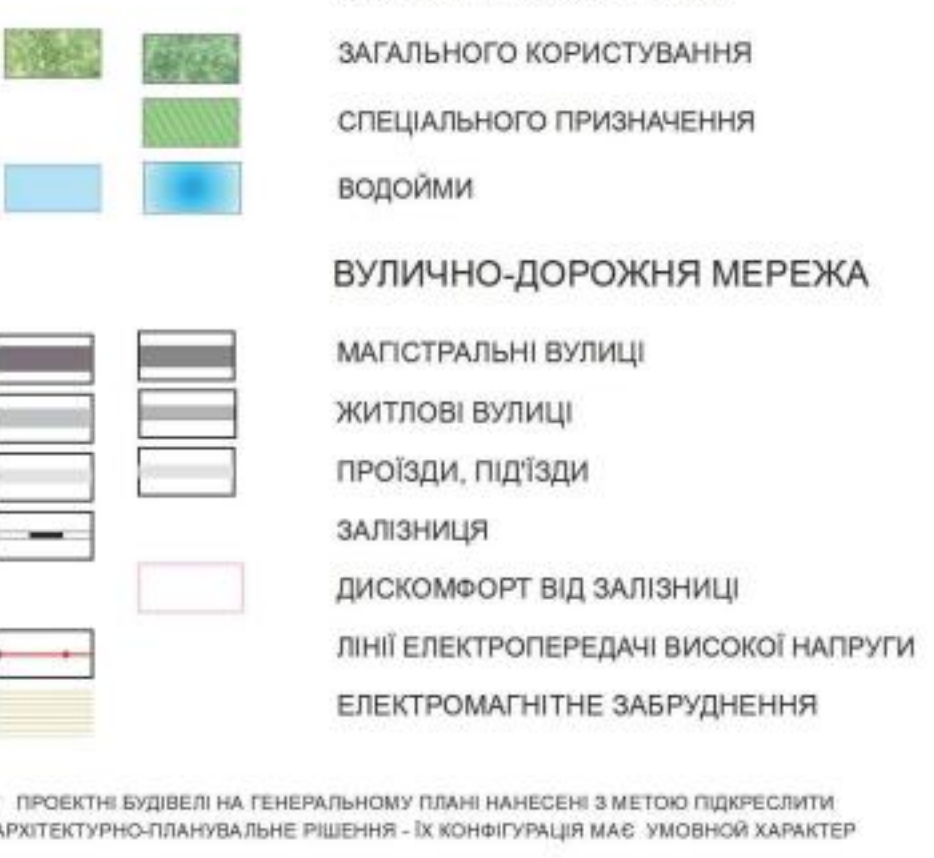 ЗАГАЛЬНОГО КОРИСТУВАННЯ
СПЕЦІАЛЬНОГО ПРИЗНАЧЕННЯ
ВОДОЙМИ
ВУЛИЧНО-ДОРОЖНЯ МЕРЕЖА
МАГІСТРАЛЬНІ ВУЛИЦІ
ЖИТЛОВІ ВУЛИЦІ
ПРОЇЗДИ, ПІД'ЇЗДИ
ЗАЛІЗНИЦЯ
ДИСКОМФОРТ ВІД ЗАЛІЗНИЦІ
ЛІНІЇ ЕЛЕКТРОПЕРЕДАЧІ ВИСОКОЇ НАПРУГИ
ЕЛЕКТРОМАГНІТНЕ ЗАБРУДНЕННЯ
ПРОЕКТНІ БУДІВЕЛІ НА ГЕНЕРАЛЬНОМУ ПЛАНІ НАНЕСЕНІ З МЕТОЮ ПІДКРЕСЛИТИ
АРХІТЕКТУРНО-ПЛАНУВАЛЬНЕ РІШЕННЯ - ЇХ КОНФІГУРАЦІЯ МАЄ УМОВНОЙ ХАРАКТЕР